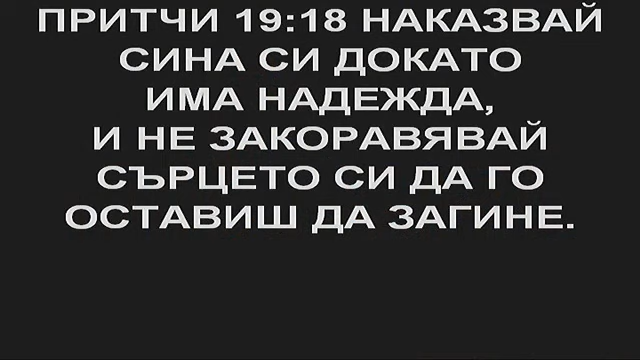 ПРИТЧИ 19:18 НАКАЗВАЙ
СИНА СИ ДОКАТО
ИМА НАДЕЖДА,
И НЕ ЗАКОРАВЯВАЙ
СЪРЦЕТО СИ ДА ГО
ОСТАВИШ ДА ЗАГИНЕ.